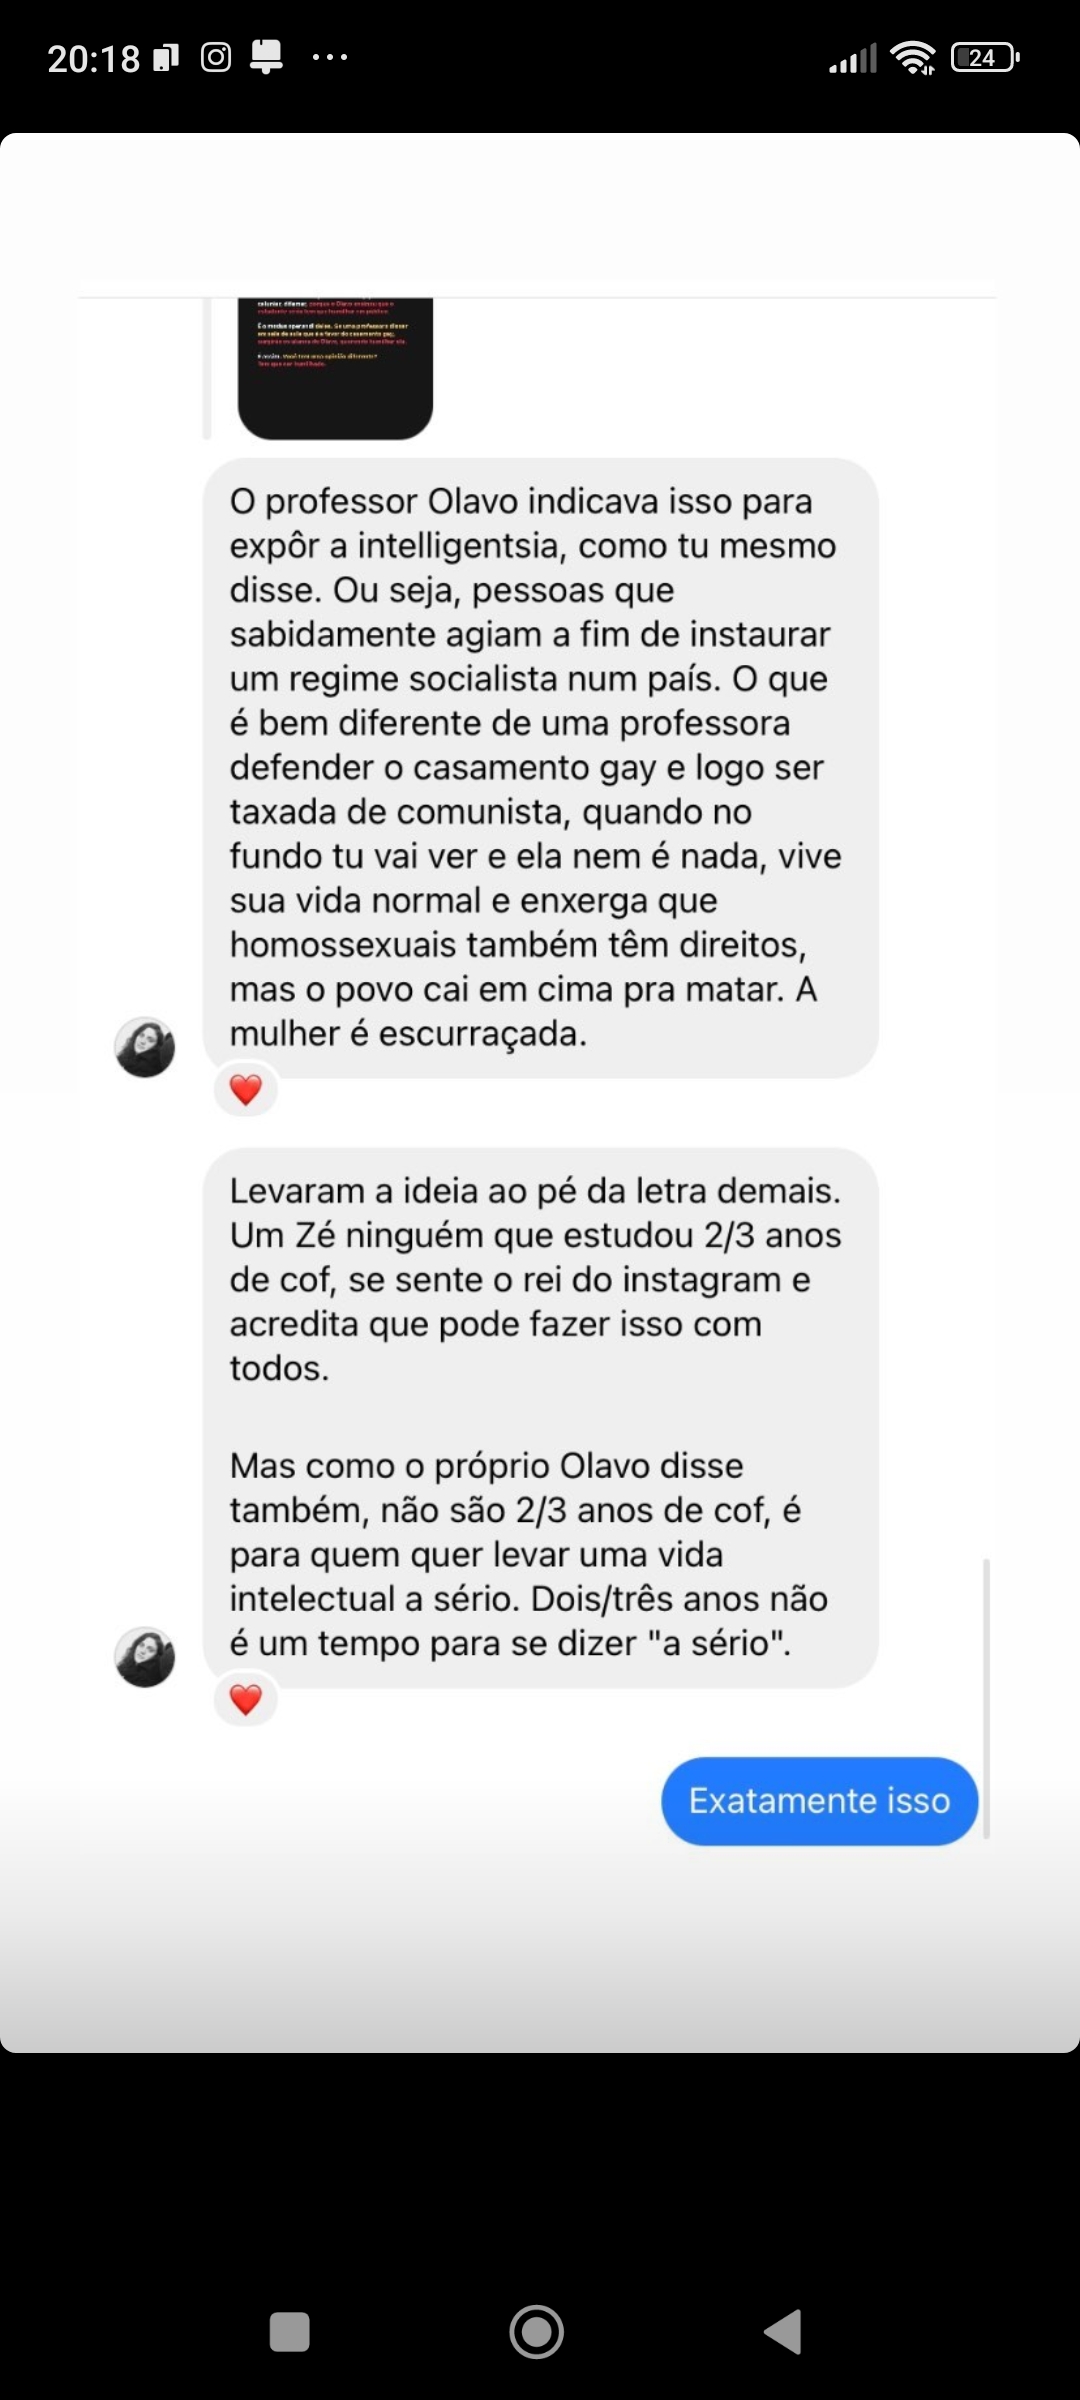 20:18
24
O professor Olavo indicava isso para
expôr a intelligentsia, como tu mesmo
disse. Ou seja, pessoas que
sabidamente agiam a fim de instaurar
um regime socialista num país. O que
é bem diferente de uma professora
defender o casamento gay e logo ser
taxada de comunista, quando no
fundo tu vai ver e ela nem é nada, vive
sua vida normal e enxerga que
homossexuais também têm direitos,
mas o povo cai em cima pra matar. A
mulher é escurraçada.
Levaram a ideia ao pé da letra demais.
Um Zé ninguém que estudou 2/3 anos
de cof, se sente o rei do instagram e
acredita que pode fazer isso com
todos.
Mas como o próprio Olavo disse
também, não são 2/3 anos de cof, é
para quem quer levar uma vida
intelectual a sério. Dois/três anos não
é um tempo para se dizer "a sério".
Exatamente isso